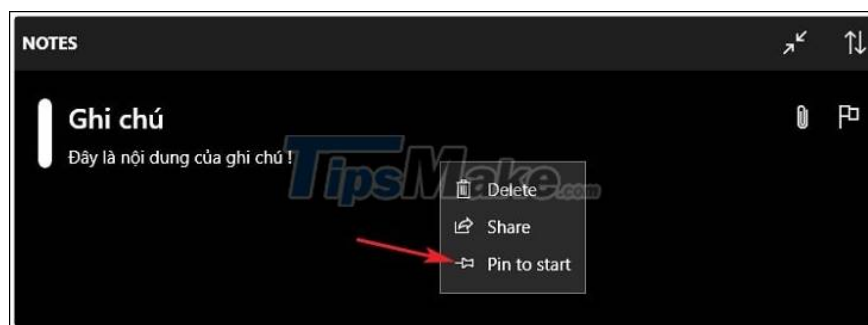 NOTES
Ghi chú
Đây là nội dung của ghi chú !
TipsMake.com
Delete
Share
Pin to start